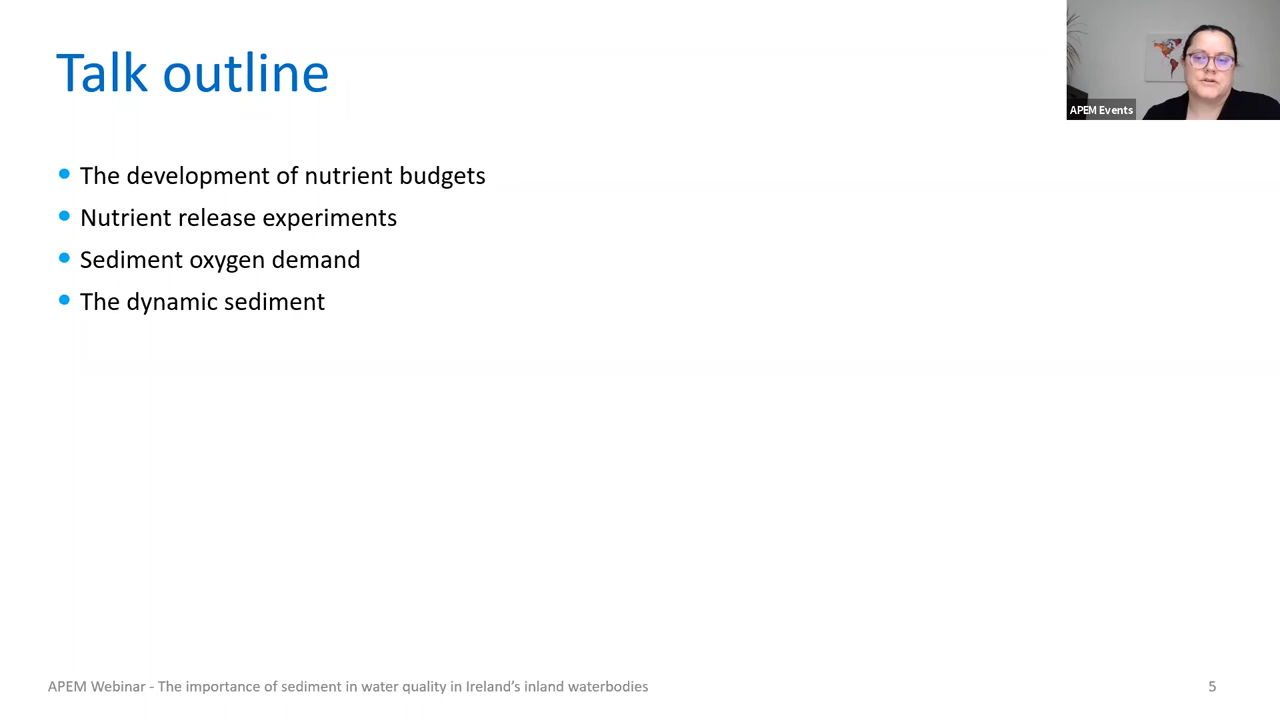 Talk outline
APEM Events
The development of nutrient budgets
Nutrient release experiments
Sediment oxygen demand
The dynamic sediment
APEM Webinar - The importance of sediment in water quality in Ireland's inland waterbodies
5